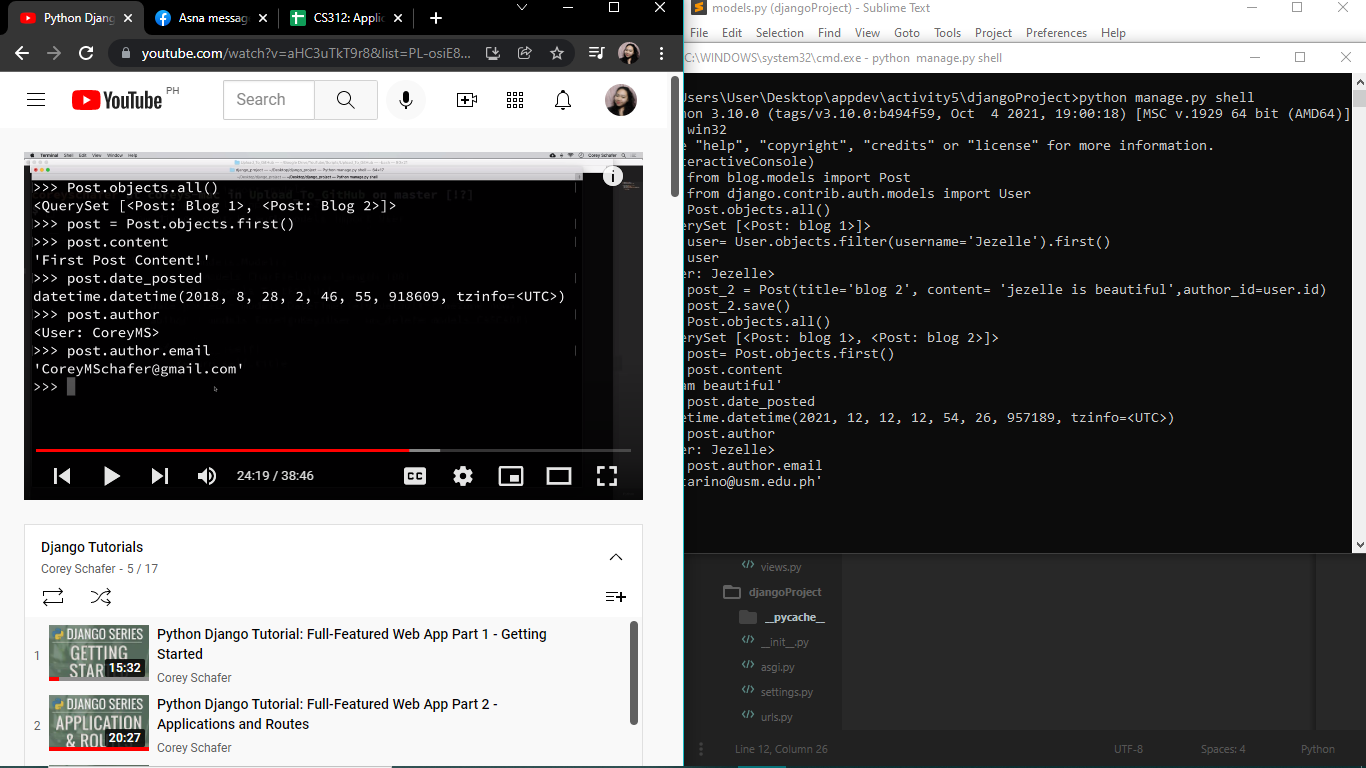 Python Djang
Asna messag
CS312: Applic
youtube.com/watch?v=aHC3uTkT9r8&list=PL-osiE8...
YouTube PH
Search
Terminal Shell Edit View Window Help
Corey Schafer
>>> Post.objects.all()
<QuerySet [<Post: Blog 1>, <Post: Blog 2>]>
>>> post = Post.objects.first()
>>> post.content
'First Post Content!'
>>> post.date_posted
datetime.datetime(2018, 8, 28, 2, 46, 55, 918609, tzinfo=<UTC>)
>>> post.author
<User: CoreyMS>
>>> post.author.email
'CoreyMSchafer@gmail.com'
>>>
24:19 / 38:46
CC
Django Tutorials
Corey Schafer - 5 / 17
1
DJANGO SERIES
GETTING
15:32
Python Django Tutorial: Full-Featured Web App Part 1 - Getting
Started
Corey Schafer
2
DJANGO SERIES
APPLICATION
20:27
Python Django Tutorial: Full-Featured Web App Part 2 -
Applications and Routes
Corey Schafer
models.py (djangoProject) - Sublime Text
File Edit Selection Find View Goto Tools Project Preferences Help
C:\WINDOWS\system32\cmd.exe - python manage.py shell
Users\User\Desktop\appdev\activity5\djangoProject>python manage.py shell
hon 3.10.0 (tags/v3.10.0:b494f59, Oct 4 2021, 19:00:18) [MSC v.1929 64 bit (AMD64)]
win32
e "help", "copyright", "credits" or "license" for more information.
teractiveConsole)
from blog.models import Post
from django.contrib.auth.models import User
Post.objects.all()
erySet [<Post: blog 1>]>
user= User.objects.filter(username='Jezelle').first()
user
er: Jezelle>
post_2 = Post(title='blog 2', content= 'jezelle is beautiful',author_id=user.id)
post_2.save()
Post.objects.all()
erySet [<Post: blog 1>, <Post: blog 2>]>
post= Post.objects.first()
post.content
am beautiful'
post.date_posted
etime.datetime(2021, 12, 12, 12, 54, 26, 957189, tzinfo=<UTC>)
post.author
er: Jezelle>
post.author.email
tarino@usm.edu.ph'
views.py
djangoProject
__pycache__
__init__.py
asgi.py
settings.py
urls.py
Line 12, Column 26
UTF-8
Spaces: 4
Python